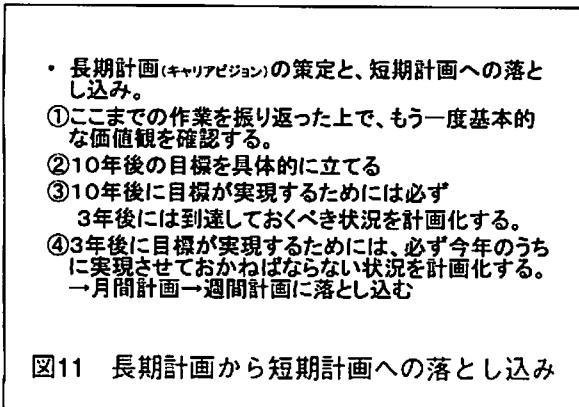 ・ 長期計画(キャリアビジョン)の策定と、短期計画への落と
し込み。
①ここまでの作業を振り返った上で、もう一度基本的
な価値観を確認する。
②10年後の目標を具体的に立てる
③10年後に目標が実現するためには必ず
3年後には到達しておくべき状況を計画化する。
④3年後に目標が実現するためには、必ず今年のうち
に実現させておかねばならない状況を計画化する。
→月間計画→週間計画に落とし込む
図11 長期計画から短期計画への落とし込み